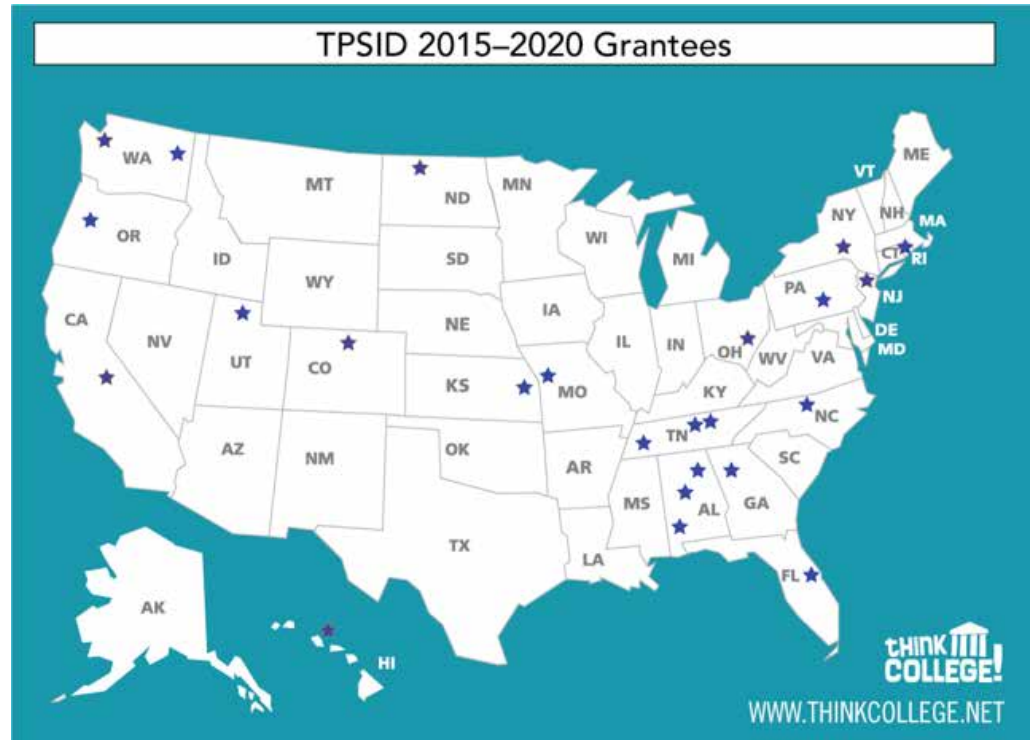 TPSID 2015–2020 Grantees
WA
MT
ND
MN
VT
ME
OR
ID
WY
SD
WI
MI
NY
NH
MA
CT
RI
CA
NV
UT
CO
NE
IA
IL
IN
OH
PA
NJ
DE
MD
WV
VA
KS
MO
KY
AZ
NM
OK
AR
TN
NC
SC
MS
AL
GA
TX
LA
FL
AK
HI
tHiNK
COLLEGE!
WWW.THINKCOLLEGE.NET